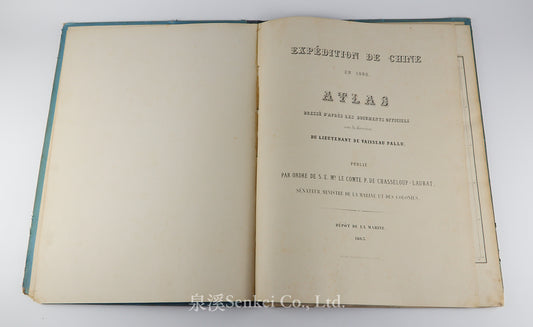 EXPÉDITION DE CHINE
EN 1860.
ATLAS
DRESSÉ D'APRÈS LES DOCUMENTS OFFICIELS
sous la direction
DU LIEUTENANT DE VAISSEAU PALLU.
PUBLIÉ
PAR ORDRE DE S. E. Mr. LE COMTE P. DE CHASSELOUP-LAUBAT,
SÉNATEUR, MINISTRE DE LA MARINE ET DES COLONIES.
DÉPÔT DE LA MARINE.
1863.
泉溪Senkei Co., Ltd.